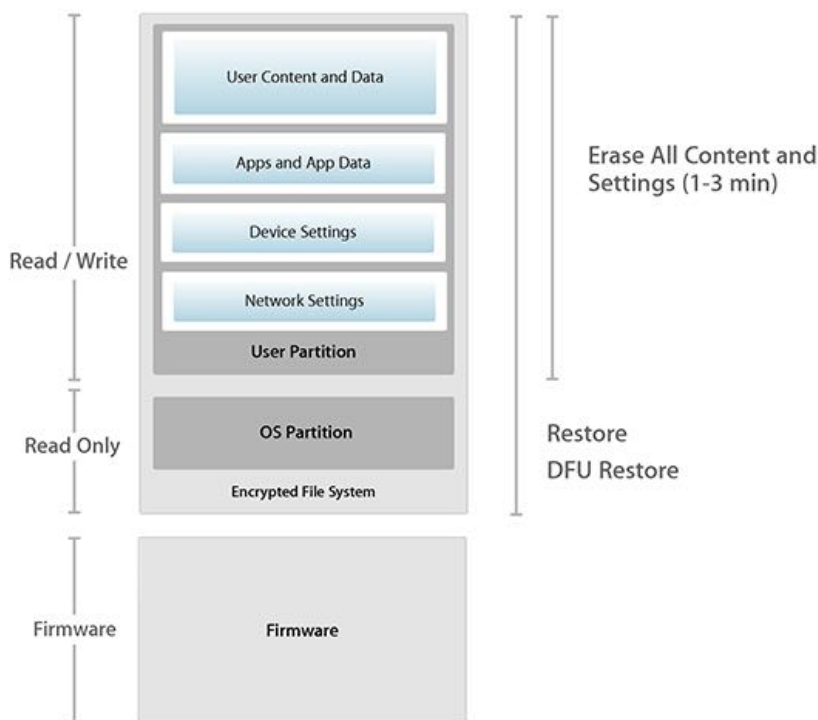 User Content and Data
Apps and App Data
Device Settings
Network Settings
User Partition
OS Partition
Encrypted File System
Firmware
Read / Write
Read Only
Firmware
Erase All Content and
Settings (1-3 min)
Restore
DFU Restore